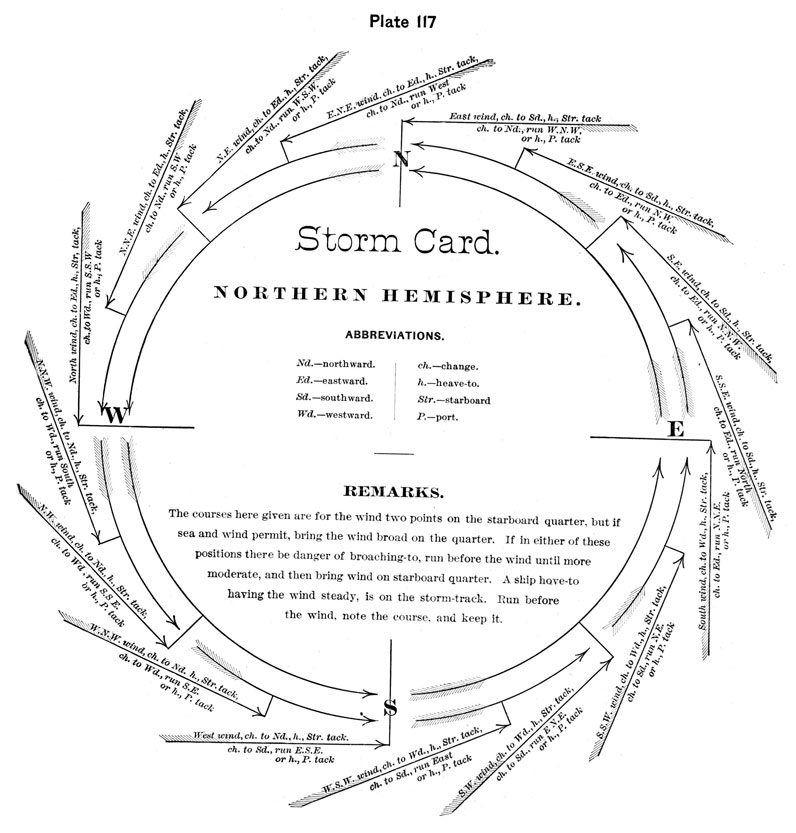 Plate 117
East wind, ch. to Sd., h., Str. tack
ch. to Nd., run W.N.W.
or h., P. tack
E.S.E. wind, ch. to Sd., h., Str. tack,
ch. to Ed., run N.W
or h., P. tack
S.E. wind, ch. to Sd., h., Str. tack,
ch. to Ed., run N.N.W.
or h., P. tack
S.S.E. wind, ch. to Sd., h., Str. tack,
ch. to Ed., run North
or h., P. tack
South wind, ch. to Wd., h., Str. tack
ch. to Ed., run N.N.E.
or h., P. tack
S.S.W. wind, ch. to Wd., h., Str. tack,
ch. to Sd., run N.E.
or h., P. tack
S.W. wind, ch. to Wd., h., Str. tack,
ch. to Sd., run E.N.E.
or h., P. tack
W.S.W. wind, ch. to Wd., h., Str. tack,
ch. to Sd., run East
or h., P. tack
West wind, ch. to Nd., h., Str. tack.
ch. to Sd., run E.S.E.
or h., P. tack
W.N.W. wind, ch. to Nd. h., Str. tack.
ch. to Wd., run S.E.
or h., P. tack
N.W. wind, ch. to Nd., h., Str. tack,
ch. to Wd. run S.S E.
or h., P. tack
N.N.W. wind, ch. to Nd., h., Str. tack,
ch. to Wd., run South
or h., P. tack
North wind, ch. to Ed., h., Str, tack,
ch. to Wd., run S.S.W
or h., P. tack
N.N.E. wind, ch. to Ed., h., Str. tack,
ch. to Nd., run S.W
or h., P. tack
N.E. wind, ch. to Ed., h., Str. tack,
ch. to Nd., run W.S.W.
or h., P. tack
E.N.E. wind, ch. to Ed., h., Str. tack,
ch. to Nd., run West
or h., P. tack
N
E
S
W
Storm Card.
NORTHERN HEMISPHERE.
ABBREVIATIONS.
Nd.—northward.
Ed.—eastward.
Sd.—southward.
Wd.—westward.
ch.—change.
h.—heave-to.
Str.—starboard
P.—port.
REMARKS.
The courses here given are for the wind two points on the starboard quarter, but if
sea and wind permit, bring the wind broad on the quarter. If in either of these
positions there be danger of broaching-to, run before the wind until more
moderate, and then bring wind on starboard quarter. A ship hove-to
having the wind steady, is on the storm-track. Run before
the wind, note the course. and keep it.